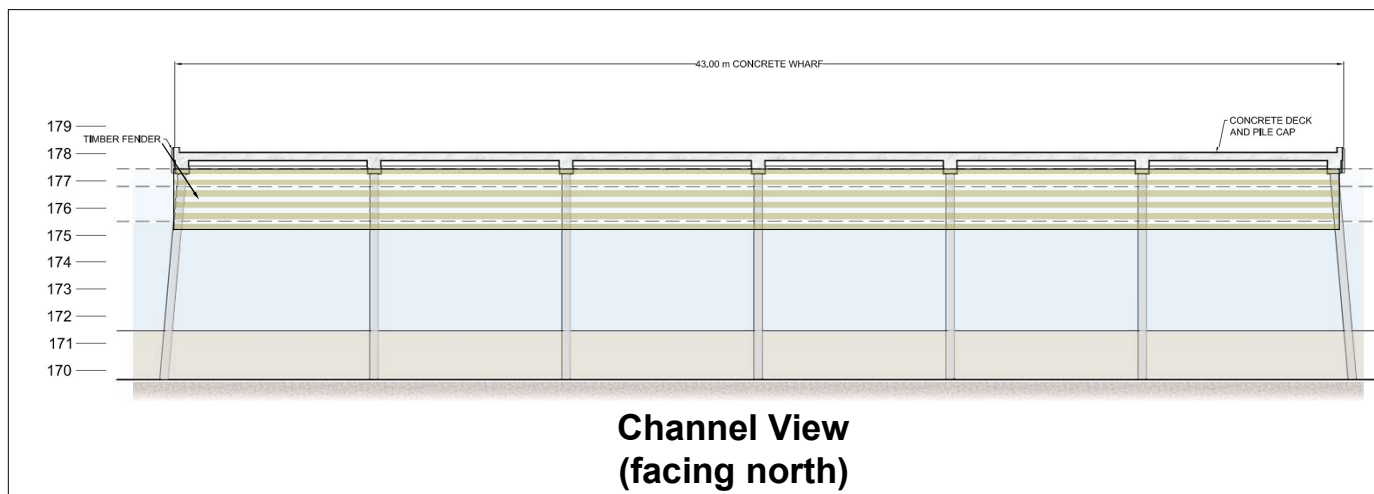 43.00 m CONCRETE WHARF
179
TIMBER FENDER
CONCRETE DECK
AND PILE CAP
178
177
176
175
174
173
172
171
170
Channel View
(facing north)